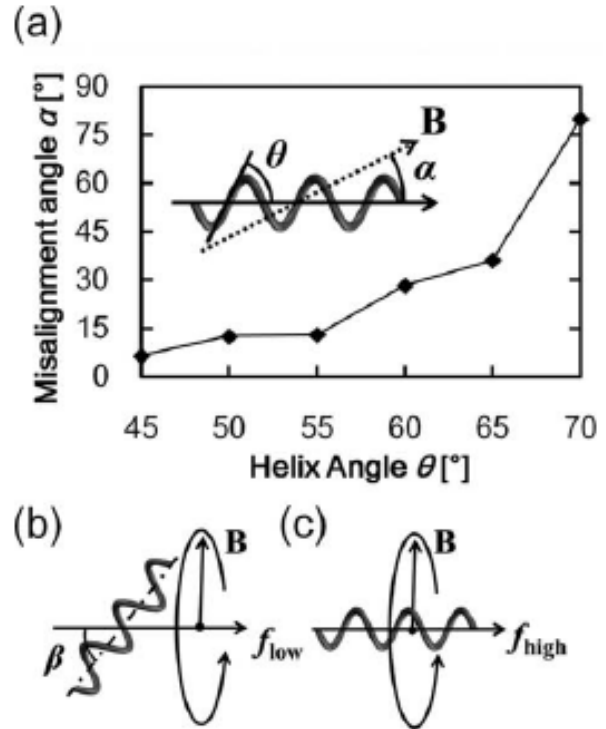 (a)
90
75
60
45
30
15
0
Misalignment angle α [°]
θ
B
α
45 50 55 60 65 70
Helix Angle θ [°]
(b) (c)
B B
β f_low f_high